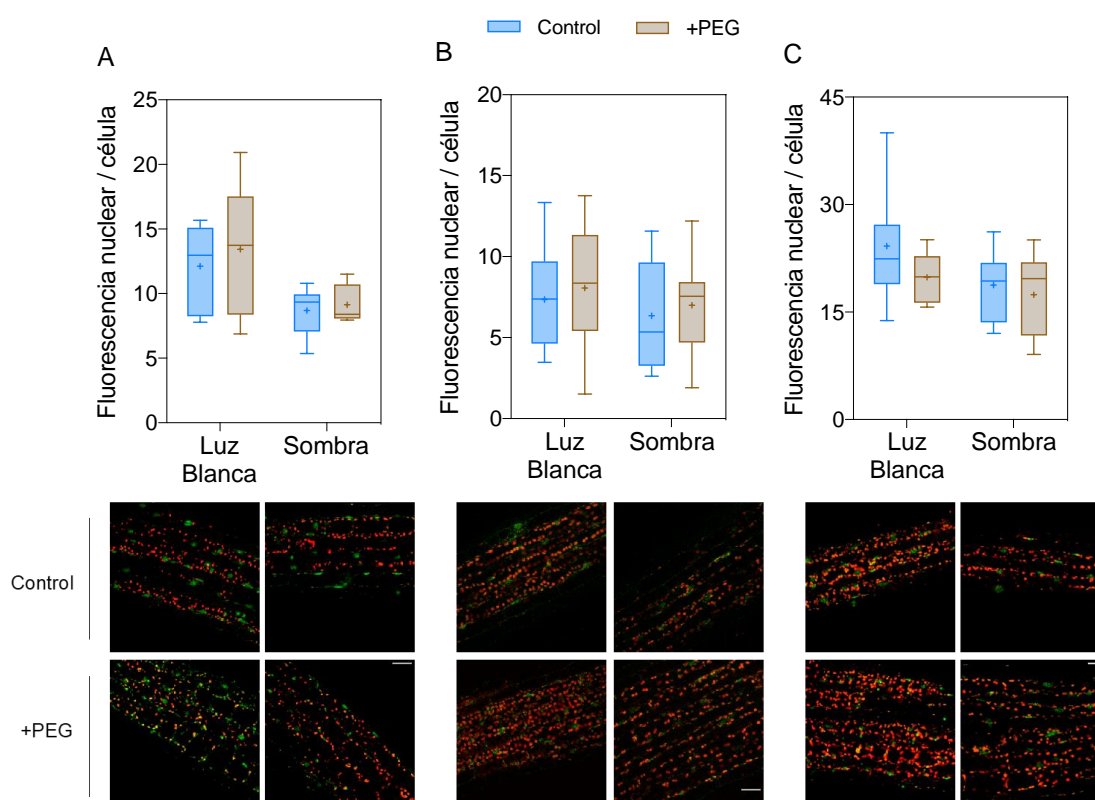 Control
+PEG
A
B
C
Fluorescencia nuclear / célula
25
20
15
10
5
0
Luz
Blanca
Sombra
Fluorescencia nuclear / célula
20
15
10
5
0
Luz
Blanca
Sombra
Fluorescencia nuclear / célula
45
30
15
0
Luz
Blanca
Sombra
Control
+PEG